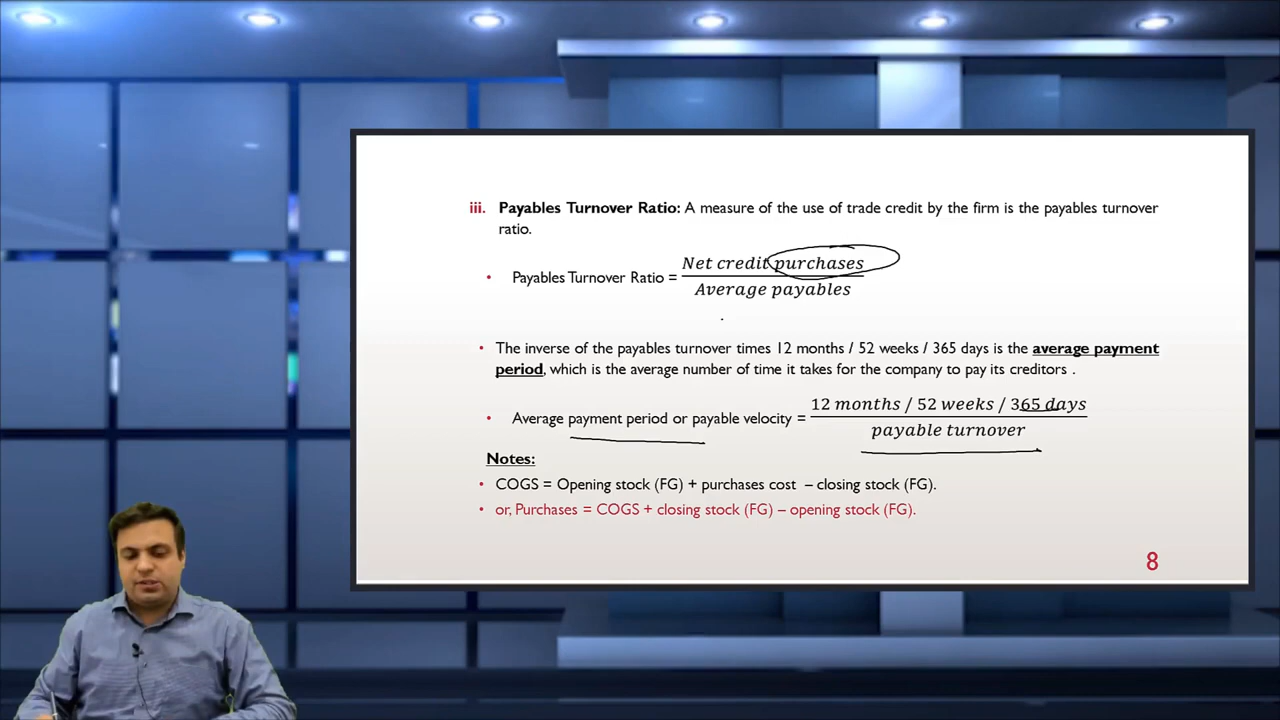 iii. Payables Turnover Ratio: A measure of the use of trade credit by the firm is the payables turnover
ratio.
• Payables Turnover Ratio = Net credit purchases / Average payables
• The inverse of the payables turnover times 12 months / 52 weeks / 365 days is the average payment
period, which is the average number of time it takes for the company to pay its creditors .
• Average payment period or payable velocity = 12 months / 52 weeks / 365 days / payable turnover
Notes:
• COGS = Opening stock (FG) + purchases cost – closing stock (FG).
• or, Purchases = COGS + closing stock (FG) – opening stock (FG).
8